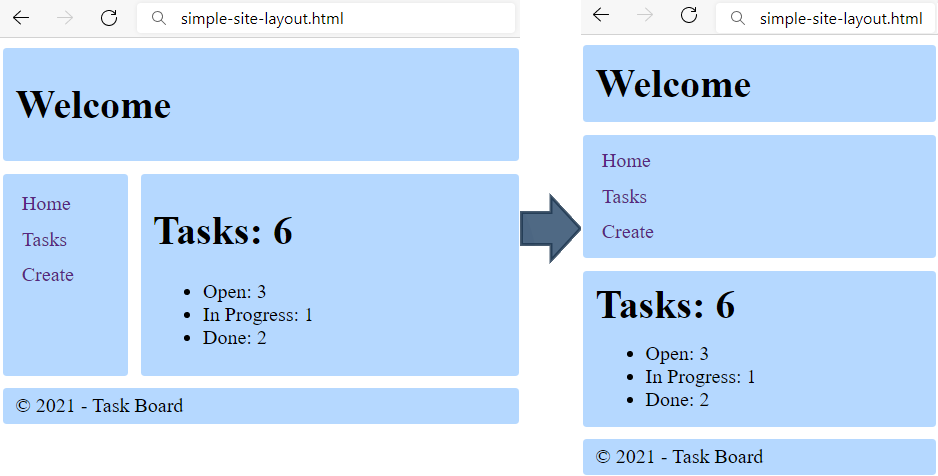 simple-site-layout.html
Welcome
Home
Tasks
Create
Tasks: 6
Open: 3
In Progress: 1
Done: 2
© 2021 - Task Board
simple-site-layout.html
Welcome
Home
Tasks
Create
Tasks: 6
Open: 3
In Progress: 1
Done: 2
© 2021 - Task Board